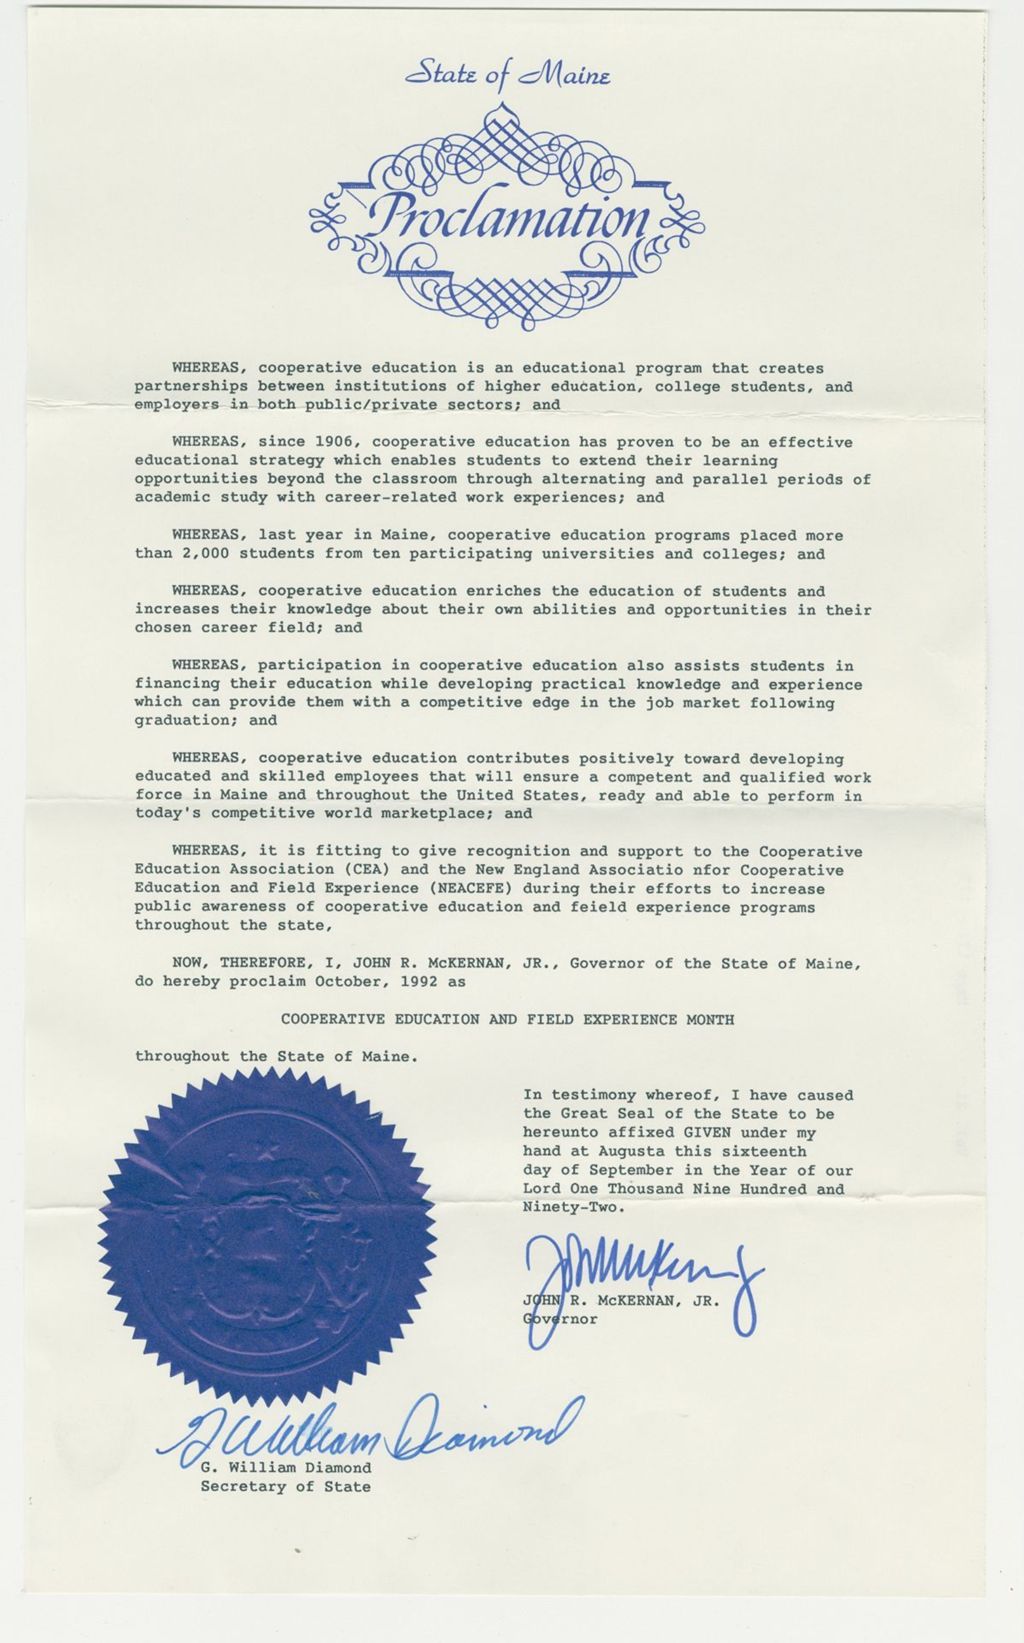 State of Maine
Proclamation
WHEREAS, cooperative education is an educational program that creates
partnerships between institutions of higher education, college students, and
employers in both public/private sectors; and
WHEREAS, since 1906, cooperative education has proven to be an effective
educational strategy which enables students to extend their learning
opportunities beyond the classroom through alternating and parallel periods of
academic study with career-related work experiences; and
WHEREAS, last year in Maine, cooperative education programs placed more
than 2,000 students from ten participating universities and colleges; and
WHEREAS, cooperative education enriches the education of students and
increases their knowledge about their own abilities and opportunities in their
chosen career field; and
WHEREAS, participation in cooperative education also assists students in
financing their education while developing practical knowledge and experience
which can provide them with a competitive edge in the job market following
graduation; and
WHEREAS, cooperative education contributes positively toward developing
educated and skilled employees that will ensure a competent and qualified work
force in Maine and throughout the United States, ready and able to perform in
today's competitive world marketplace; and
WHEREAS, it is fitting to give recognition and support to the Cooperative
Education Association (CEA) and the New England Associatio nfor Cooperative
Education and Field Experience (NEACEFE) during their efforts to increase
public awareness of cooperative education and feield experience programs
throughout the state,
NOW, THEREFORE, I, JOHN R. McKERNAN, JR., Governor of the State of Maine,
do hereby proclaim October, 1992 as
COOPERATIVE EDUCATION AND FIELD EXPERIENCE MONTH
throughout the State of Maine.
In testimony whereof, I have caused
the Great Seal of the State to be
hereunto affixed GIVEN under my
hand at Augusta this sixteenth
day of September in the Year of our
Lord One Thousand Nine Hundred and
Ninety-Two.
John McKernan Jr
JOHN R. McKERNAN, JR.
Governor
G William Diamond
G. William Diamond
Secretary of State